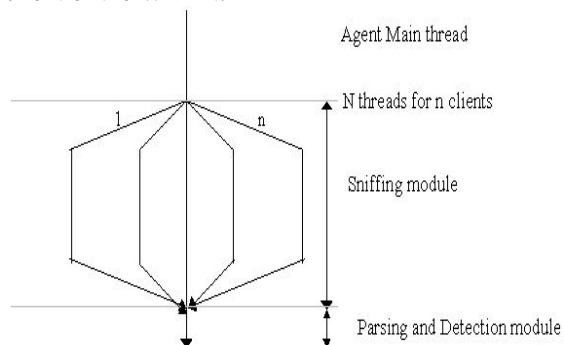 Agent Main thread
N threads for n clients
1
n
Sniffing module
Parsing and Detection module